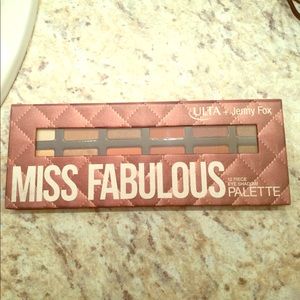 ULTA + Jenny Fox
MISS FABULOUS
12 PIECE
EYE SHADOW
PALETTE